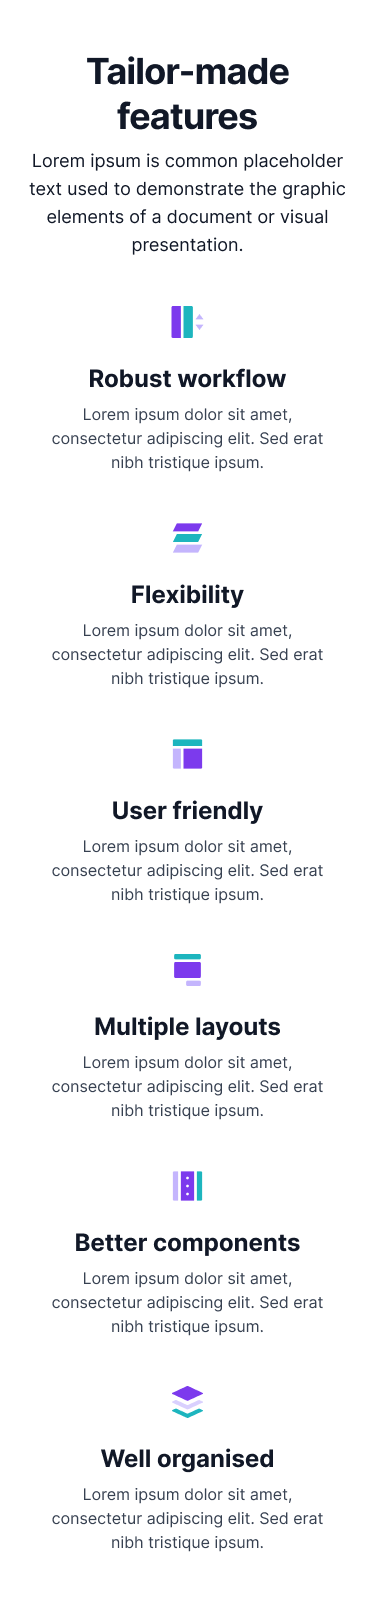 Tailor-made
features
Lorem ipsum is common placeholder
text used to demonstrate the graphic
elements of a document or visual
presentation.
Robust workflow
Lorem ipsum dolor sit amet,
consectetur adipiscing elit. Sed erat
nibh tristique ipsum.
Flexibility
Lorem ipsum dolor sit amet,
consectetur adipiscing elit. Sed erat
nibh tristique ipsum.
User friendly
Lorem ipsum dolor sit amet,
consectetur adipiscing elit. Sed erat
nibh tristique ipsum.
Multiple layouts
Lorem ipsum dolor sit amet,
consectetur adipiscing elit. Sed erat
nibh tristique ipsum.
Better components
Lorem ipsum dolor sit amet,
consectetur adipiscing elit. Sed erat
nibh tristique ipsum.
Well organised
Lorem ipsum dolor sit amet,
consectetur adipiscing elit. Sed erat
nibh tristique ipsum.